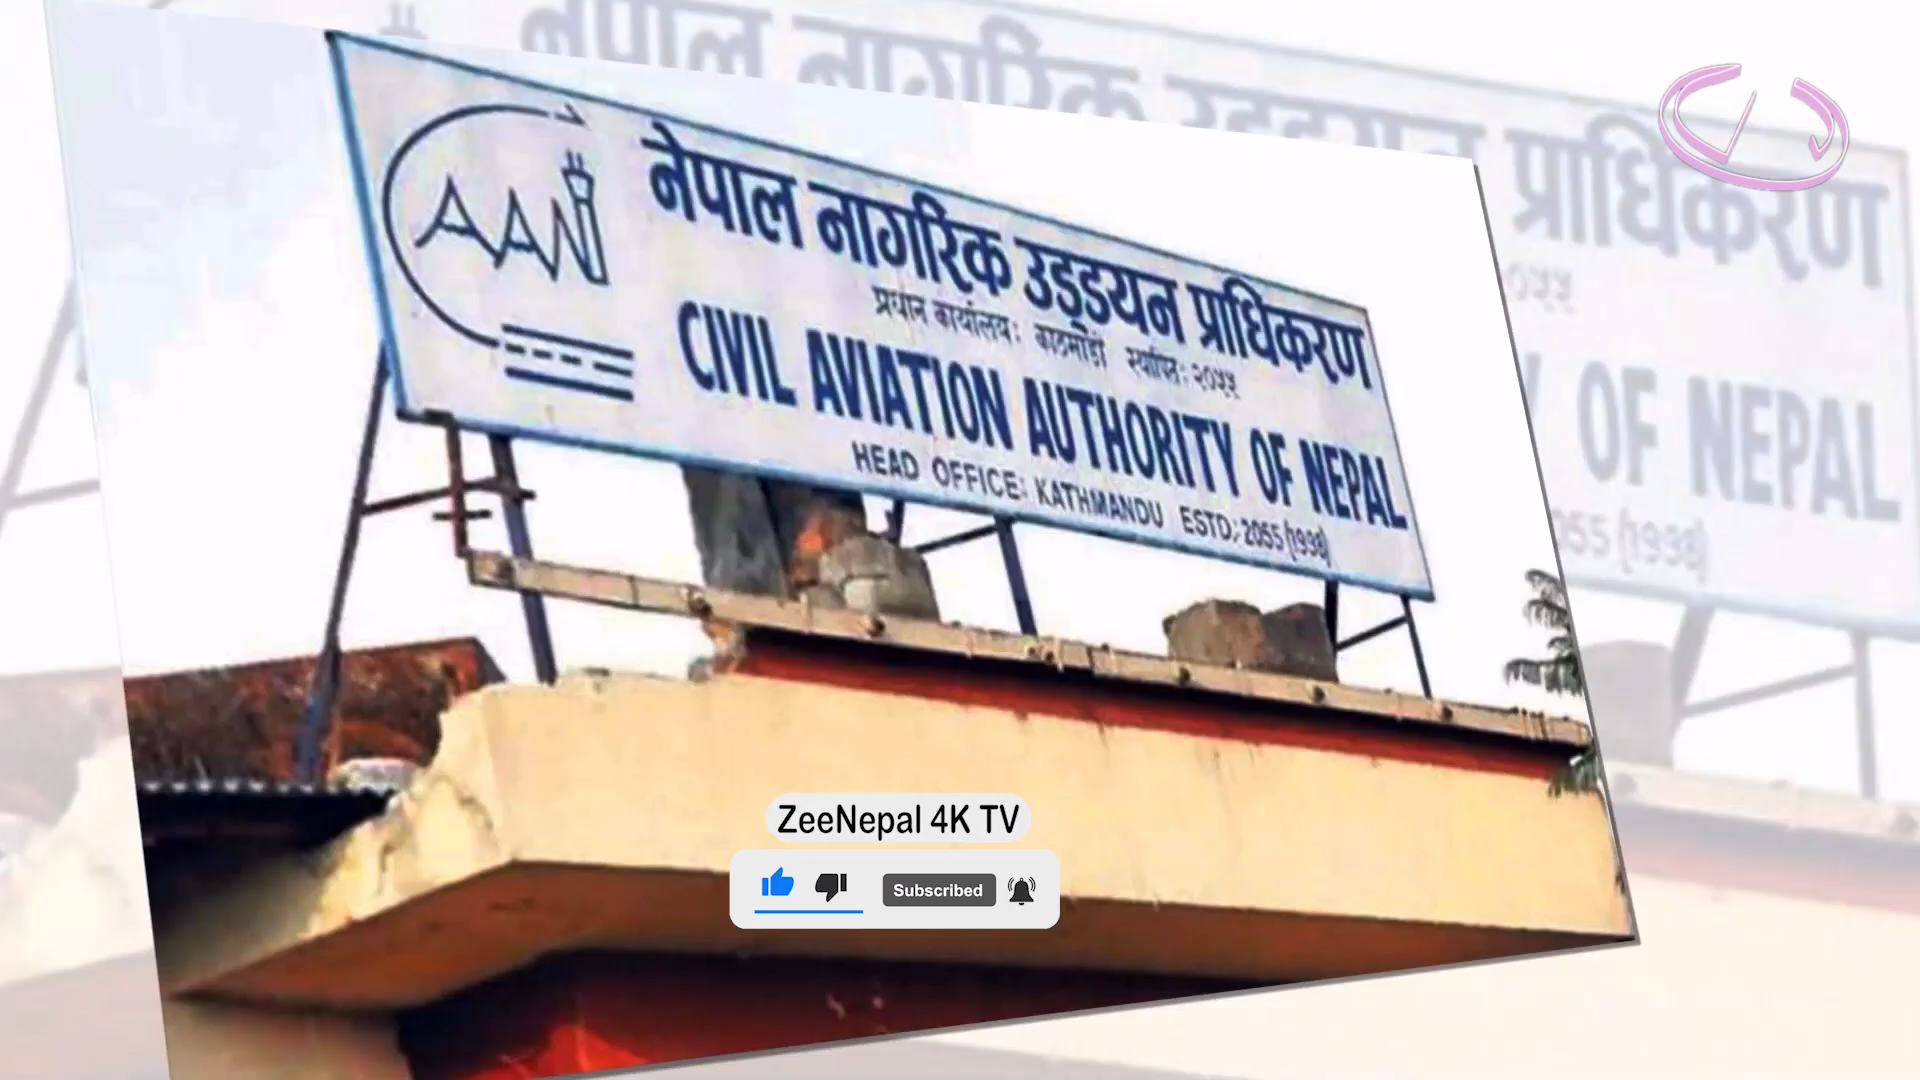 नेपाल नागरिक उड्डयन प्राधिकरण
प्रधान कार्यालय: काठमाडौं स्थापित: २०५५
CIVIL AVIATION AUTHORITY OF NEPAL
HEAD OFFICE: KATHMANDU ESTD: 2055 (1998)
CAAN
ZeeNepal 4K TV
Subscribed